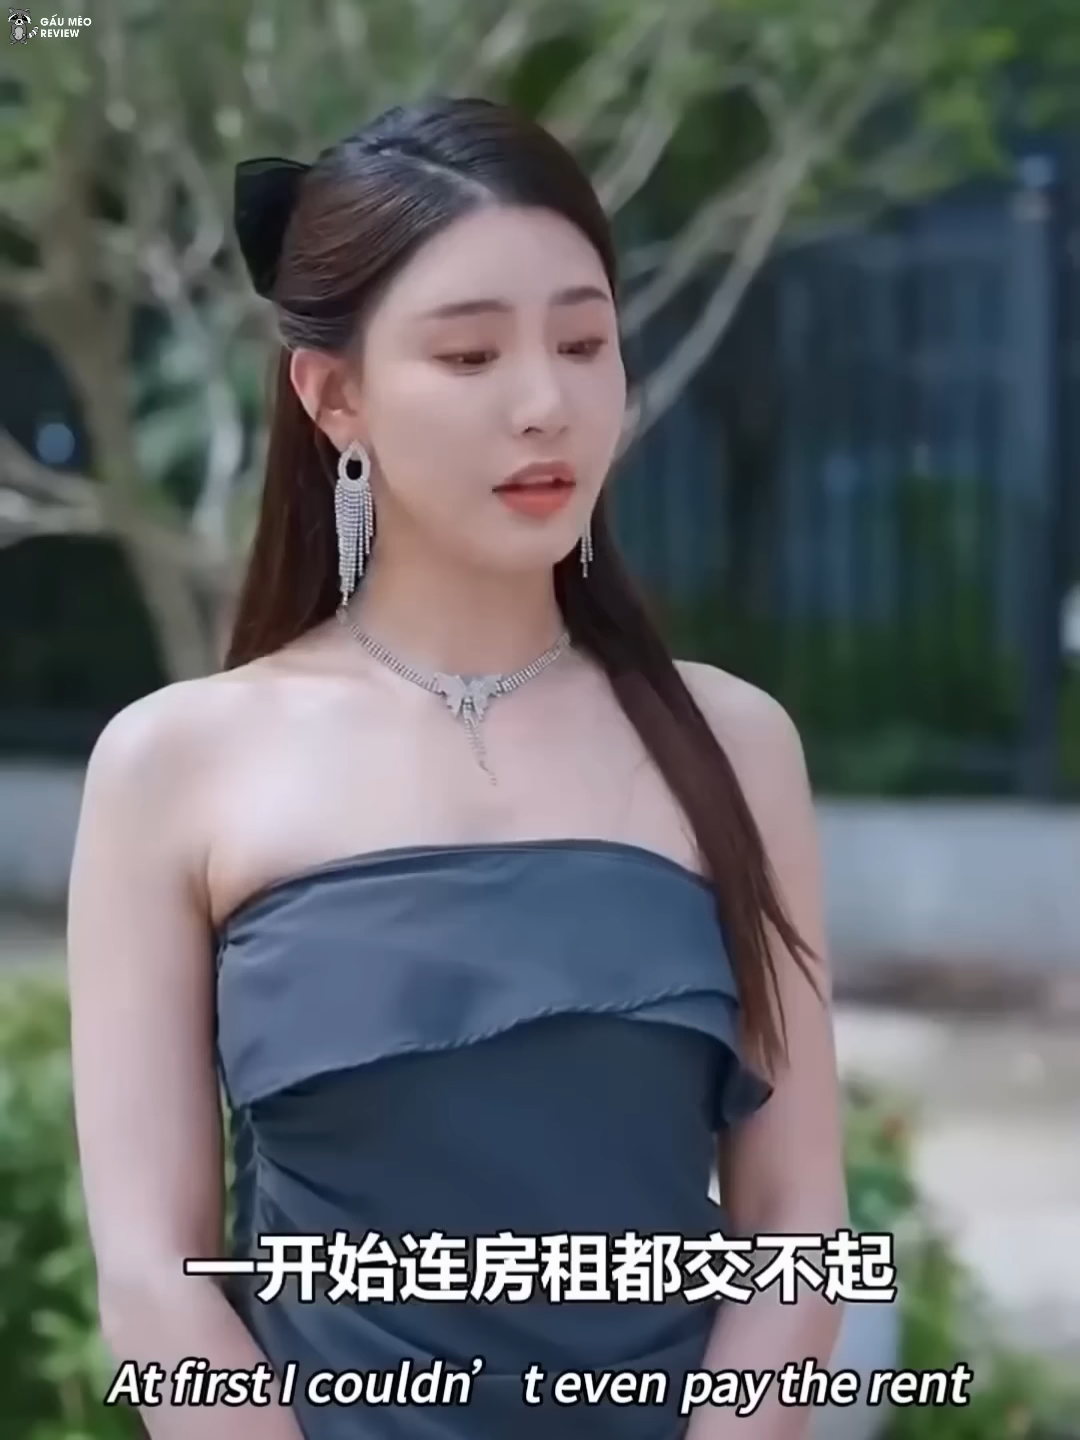 GẤU MÈO
REVIEW
一开始连房租都交不起
At first I couldn’t even pay the rent